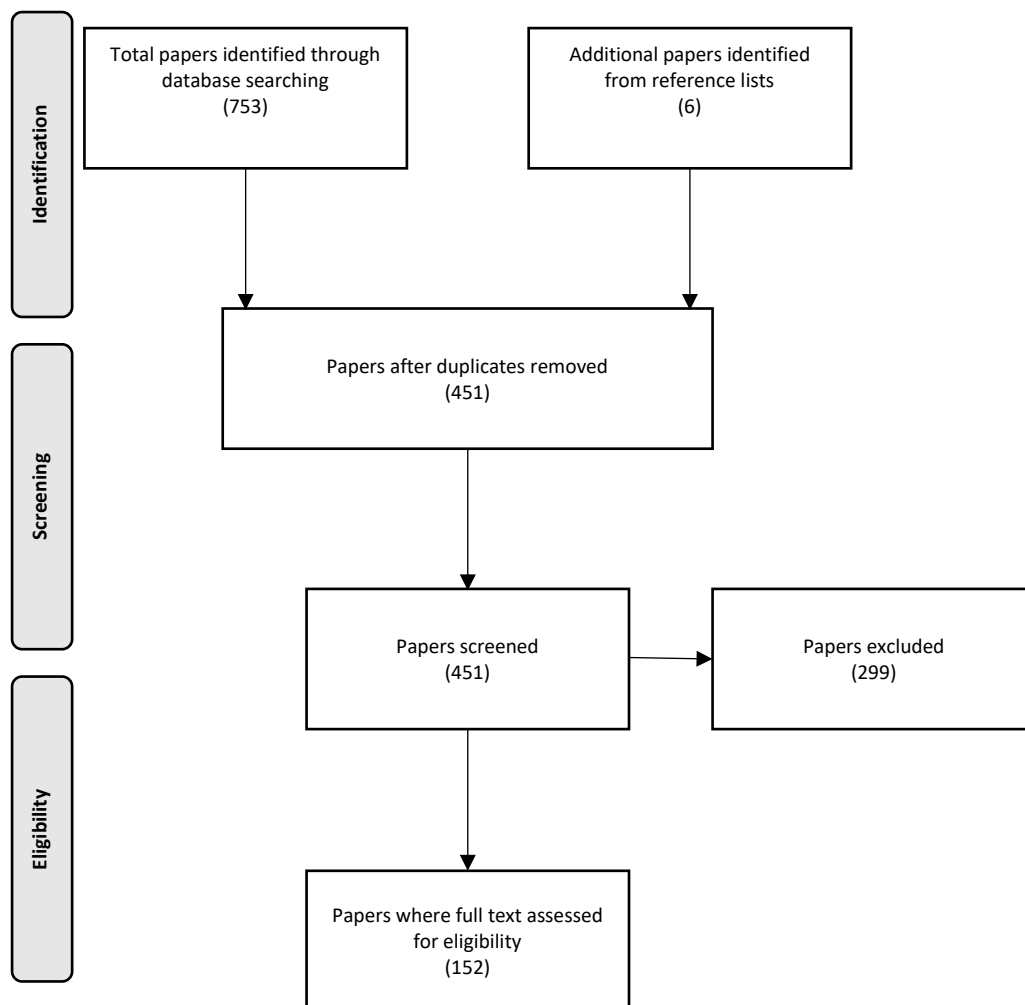 Identification
Total papers identified through
database searching
(753)
Additional papers identified
from reference lists
(6)
Papers after duplicates removed
(451)
Screening
Papers screened
(451)
Papers excluded
(299)
Eligibility
Papers where full text assessed
for eligibility
(152)